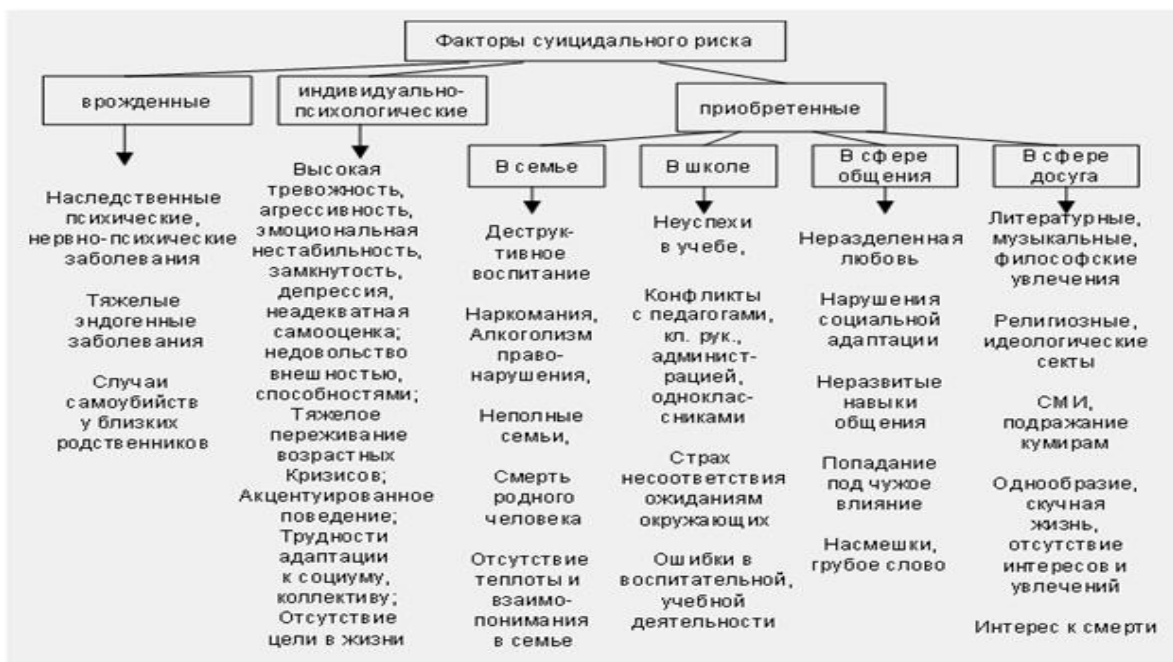 Факторы суицидального риска
врожденные
индивидуально-
психологические
приобретенные
В семье
В школе
В сфере
общения
В сфере
досуга
Наследственные
психические,
нервно-психические
заболевания
Тяжелые
эндогенные
заболевания
Случаи
самоубийств
у близких
родственников
Высокая
тревожность,
агрессивность,
эмоциональная
нестабильность,
замкнутость,
депрессия,
неадекватная
самооценка;
недовольство
внешностью,
способностями;
Тяжелое
переживание
возрастных
Кризисов;
Акцентуированное
поведение;
Трудности
адаптации
к социуму,
коллективу;
Отсутствие
цели в жизни
Деструк-
тивное
воспитание
Наркомания,
Алкоголизм
право-
нарушения,
Неполные
семьи,
Смерть
родного
человека
Отсутствие
теплоты и
взаимо-
понимания
в семье
Неуспехи
в учебе,
Конфликты
с педагогами,
кл. рук.,
админист-
рацией,
однокла-
сниками
Страх
несоответствия
ожиданиям
окружающих
Ошибки в
воспитательной,
учебной
деятельности
Неразделенная
любовь
Нарушения
социальной
адаптации
Неразвитые
навыки
общения
Попадание
под чужое
влияние
Насмешки,
грубое слово
Литературные,
музыкальные,
философские
увлечения
Религиозные,
идеологические
секты
СМИ,
подражание
кумирам
Однообразие,
скучная
жизнь,
отсутствие
интересов и
увлечений
Интерес к смерти